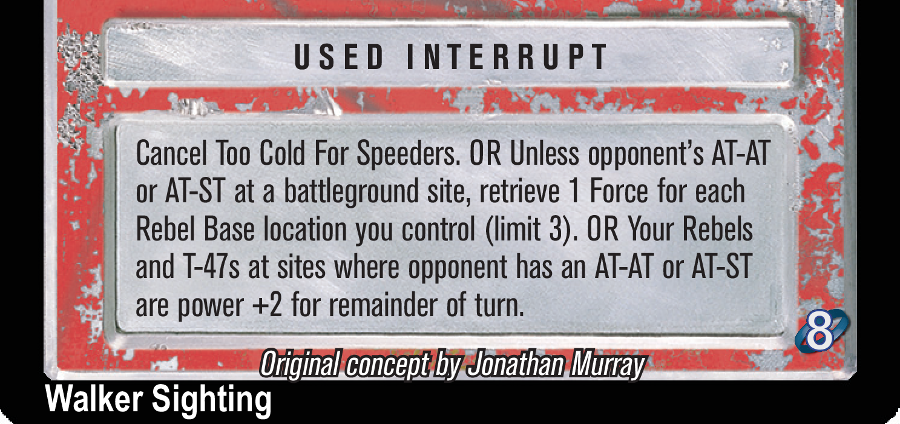 USED INTERRUPT
Cancel Too Cold For Speeders. OR Unless opponent's AT-AT
or AT-ST at a battleground site, retrieve 1 Force for each
Rebel Base location you control (limit 3). OR Your Rebels
and T-47s at sites where opponent has an AT-AT or AT-ST
are power +2 for remainder of turn.
8
Original concept by Jonathan Murray
Walker Sighting